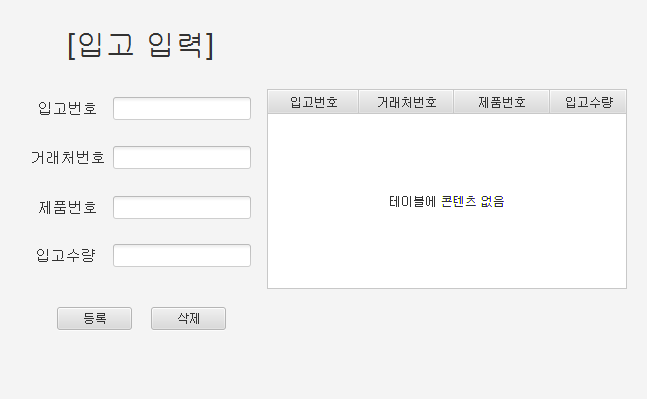 [입고 입력]
입고번호
거래처번호
제품번호
입고수량
등록 삭제
입고번호 거래처번호 제품번호 입고수량
테이블에 콘텐츠 없음